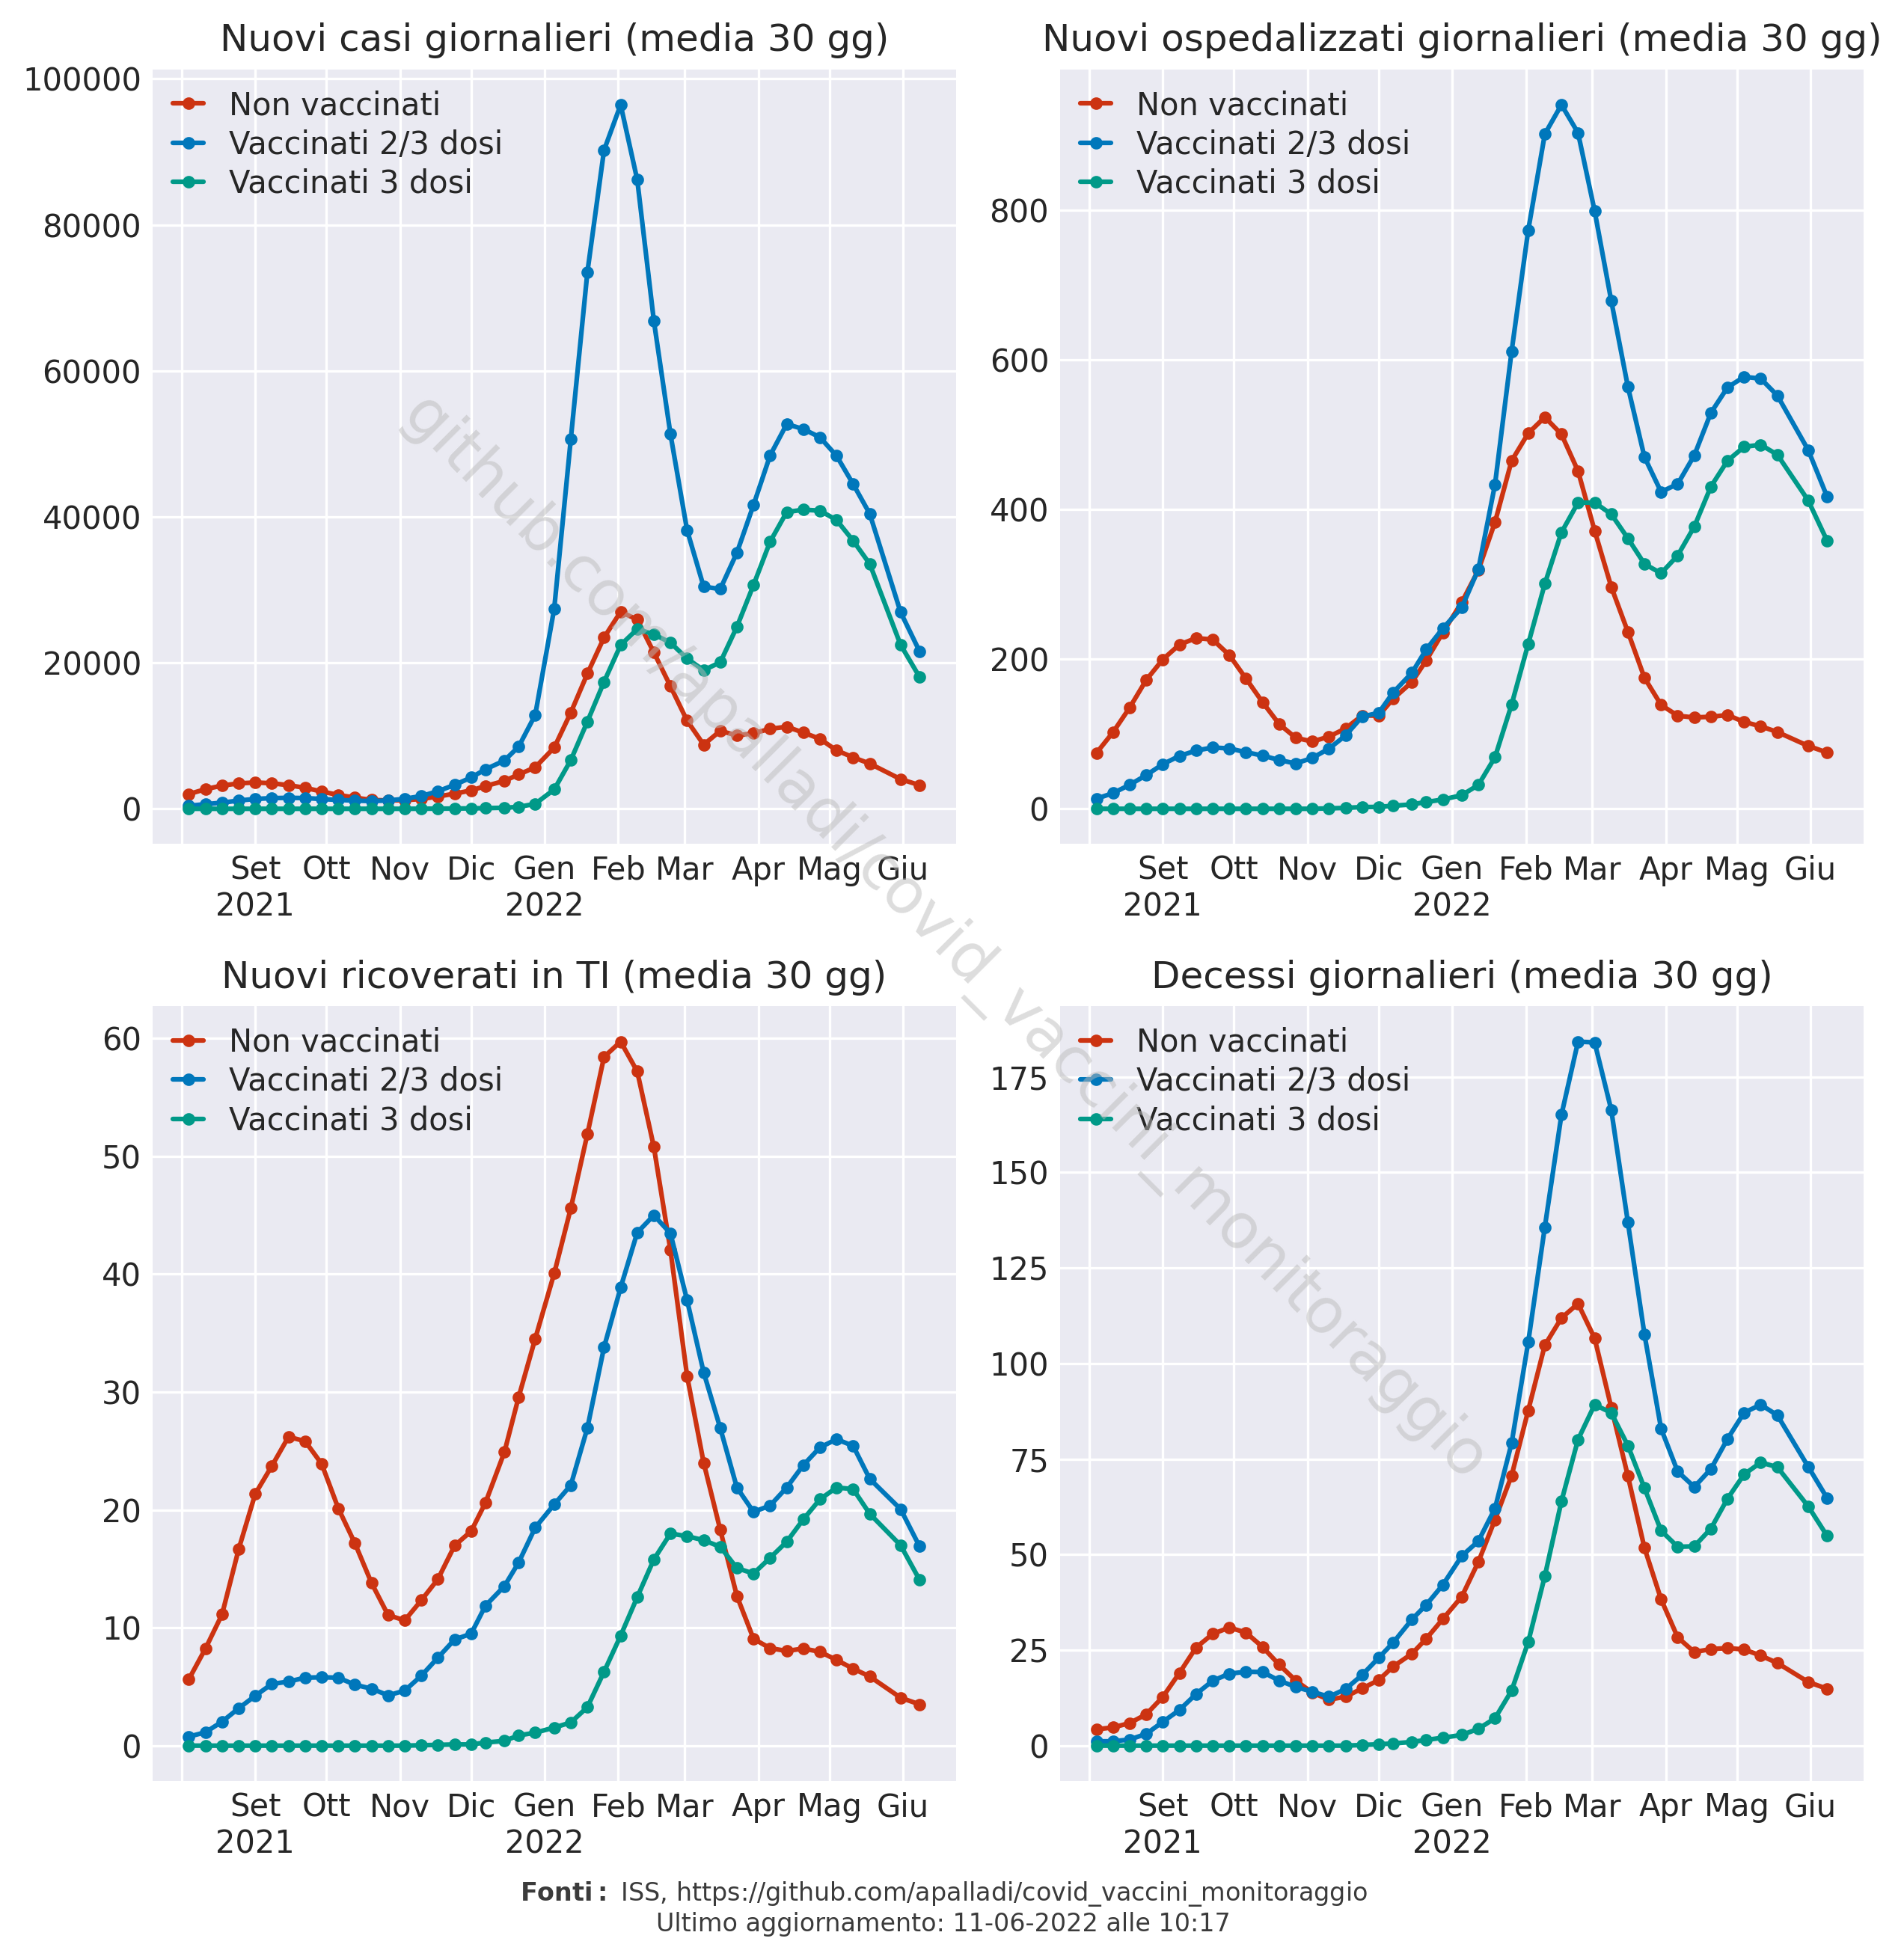 Nuovi casi giornalieri (media 30 gg)
100000
80000
60000
40000
20000
0
Non vaccinati
Vaccinati 2/3 dosi
Vaccinati 3 dosi
Set Ott Nov Dic Gen Feb Mar Apr Mag Giu
2021 2022
Nuovi ospedalizzati giornalieri (media 30 gg)
800
600
400
200
0
Non vaccinati
Vaccinati 2/3 dosi
Vaccinati 3 dosi
Set Ott Nov Dic Gen Feb Mar Apr Mag Giu
2021 2022
Nuovi ricoverati in TI (media 30 gg)
60
50
40
30
20
10
0
Non vaccinati
Vaccinati 2/3 dosi
Vaccinati 3 dosi
Set Ott Nov Dic Gen Feb Mar Apr Mag Giu
2021 2022
Decessi giornalieri (media 30 gg)
175
150
125
100
75
50
25
0
Non vaccinati
Vaccinati 2/3 dosi
Vaccinati 3 dosi
Set Ott Nov Dic Gen Feb Mar Apr Mag Giu
2021 2022
github.com/apalladi/covid_vaccini_monitoraggio
Fonti: ISS, https://github.com/apalladi/covid_vaccini_monitoraggio
Ultimo aggiornamento: 11-06-2022 alle 10:17